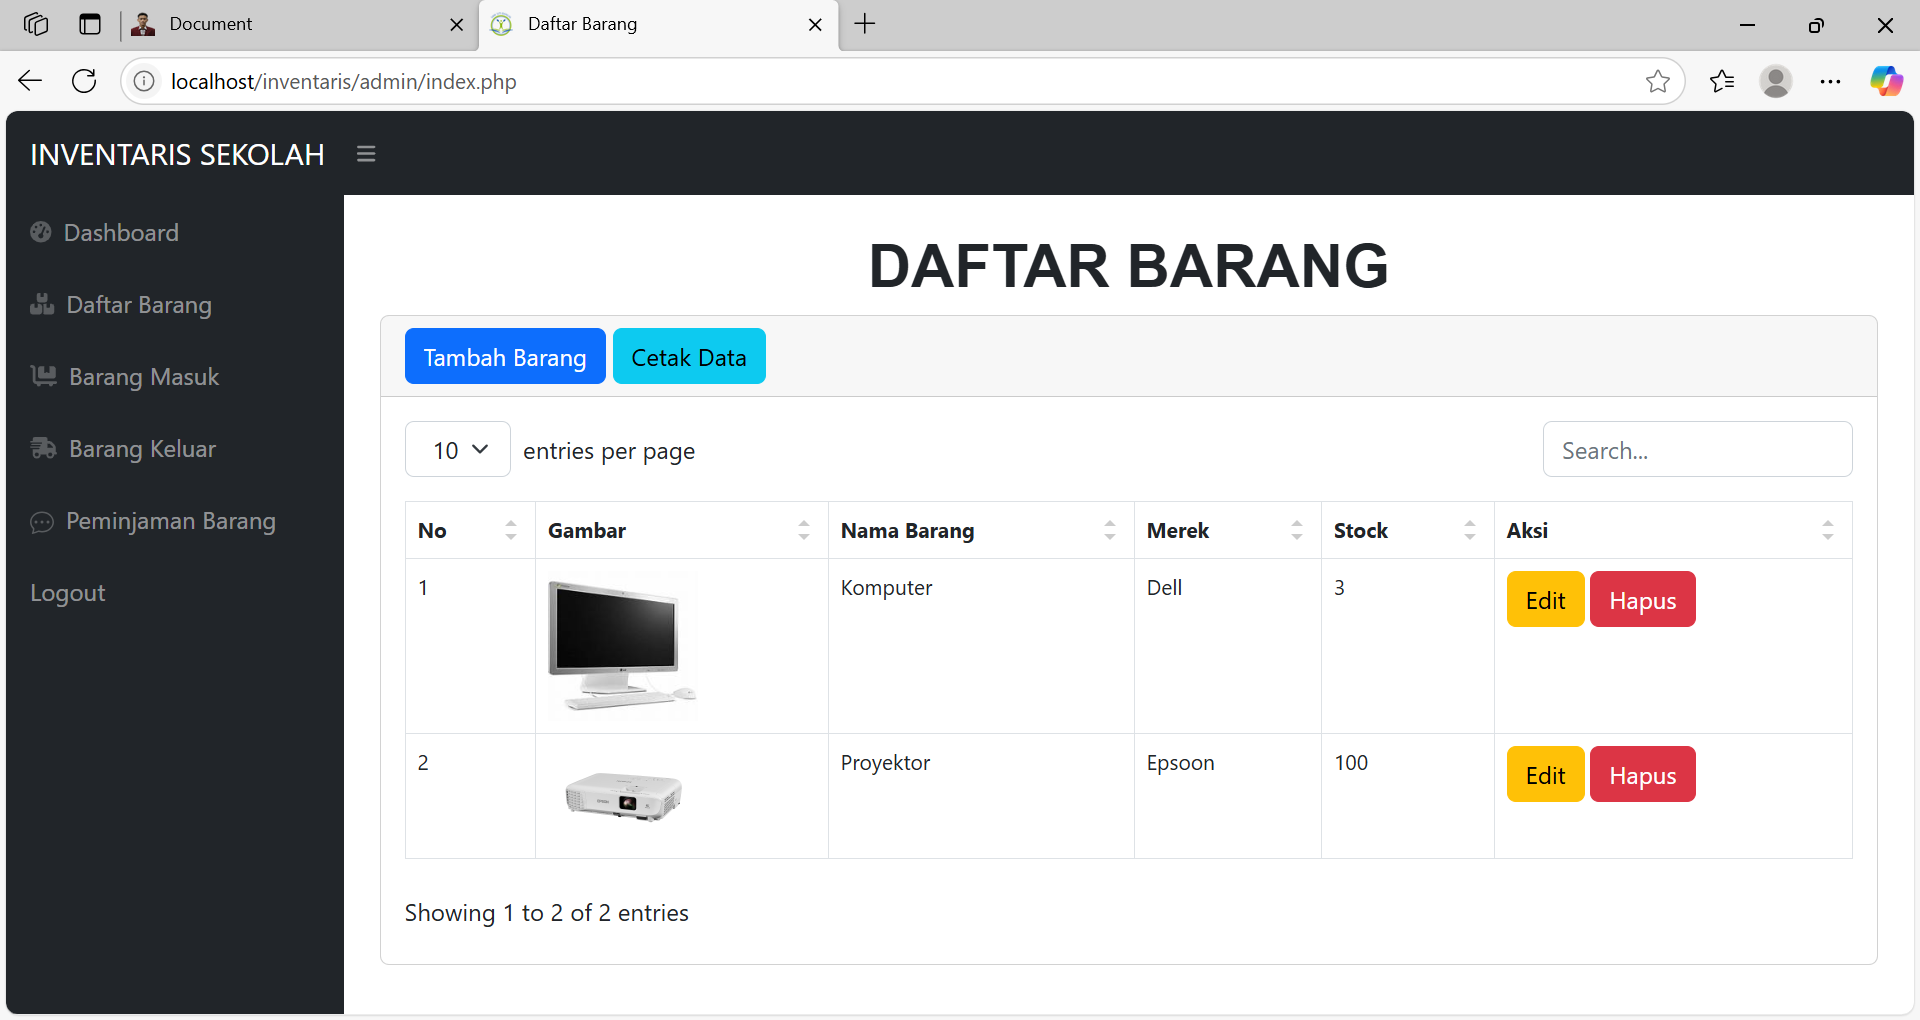 Document
Daftar Barang
localhost/inventaris/admin/index.php
INVENTARIS SEKOLAH
Dashboard
Daftar Barang
Barang Masuk
Barang Keluar
Peminjaman Barang
Logout
DAFTAR BARANG
Tambah Barang Cetak Data
10 entries per page Search...
No Gambar Nama Barang Merek Stock Aksi
1 Komputer Dell 3 Edit Hapus
2 Proyektor Epsoon 100 Edit Hapus
Showing 1 to 2 of 2 entries